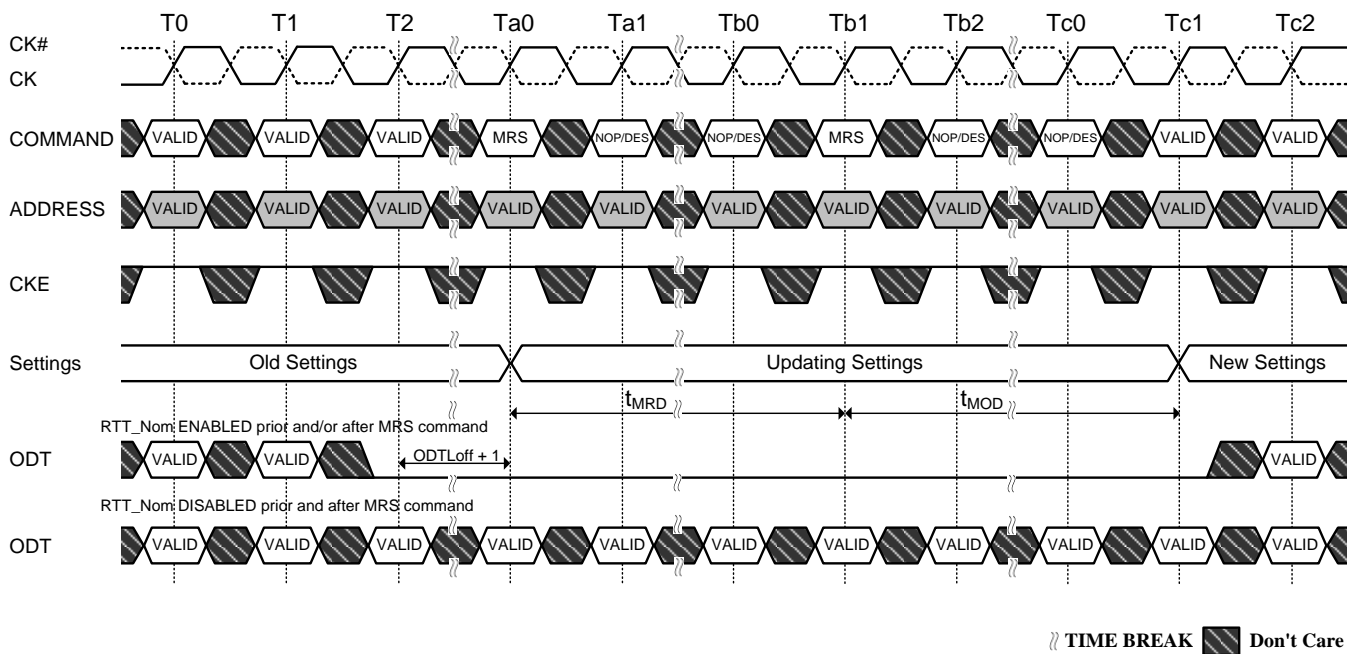 T0 T1 T2 Ta0 Ta1 Tb0 Tb1 Tb2 Tc0 Tc1 Tc2
CK#
CK
COMMAND VALID VALID VALID MRS NOP/DES NOP/DES MRS NOP/DES NOP/DES VALID VALID
ADDRESS VALID VALID VALID VALID VALID VALID VALID VALID VALID VALID VALID
CKE
Settings Old Settings Updating Settings New Settings
tMRD tMOD
RTT_Nom ENABLED prior and/or after MRS command
ODT VALID VALID ODTLoff + 1 VALID
RTT_Nom DISABLED prior and after MRS command
ODT VALID VALID VALID VALID VALID VALID VALID VALID VALID VALID VALID
TIME BREAK Don't Care